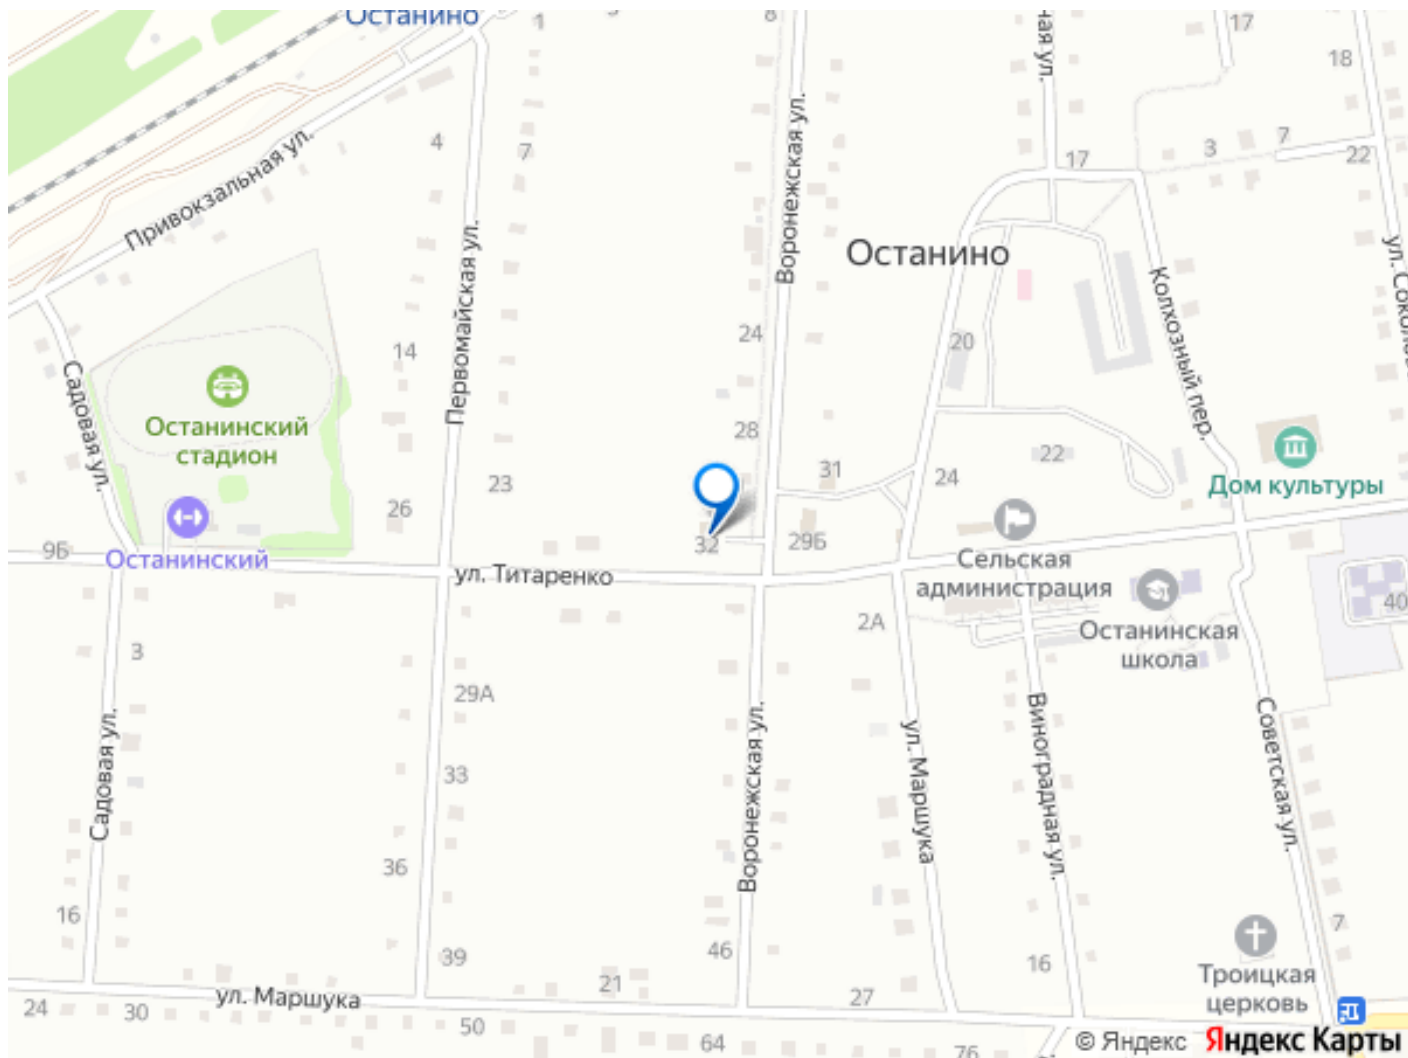 Останино
1
8
ная ул.
17
18
Привокзальная ул.
4
7
Воронежская ул.
17
3
7
22
Первомайская ул.
Останино
ул. Соколов
Колхозный пер.
24
20
14
Садовая ул.
Останинский
стадион
28
31
22
24
23
26
Дом культуры
9Б
Останинский
32
29Б
Сельская
администрация
ул. Титаренко
40
2А
Останинская
школа
3
29А
Садовая ул.
Воронежская ул.
ул. Маршука
Виноградная ул.
Советская ул.
33
36
16
39
46
16
7
Троицкая
церковь
21
27
24
30
ул. Маршука
50
64
76
© Яндекс Яндекс Карты